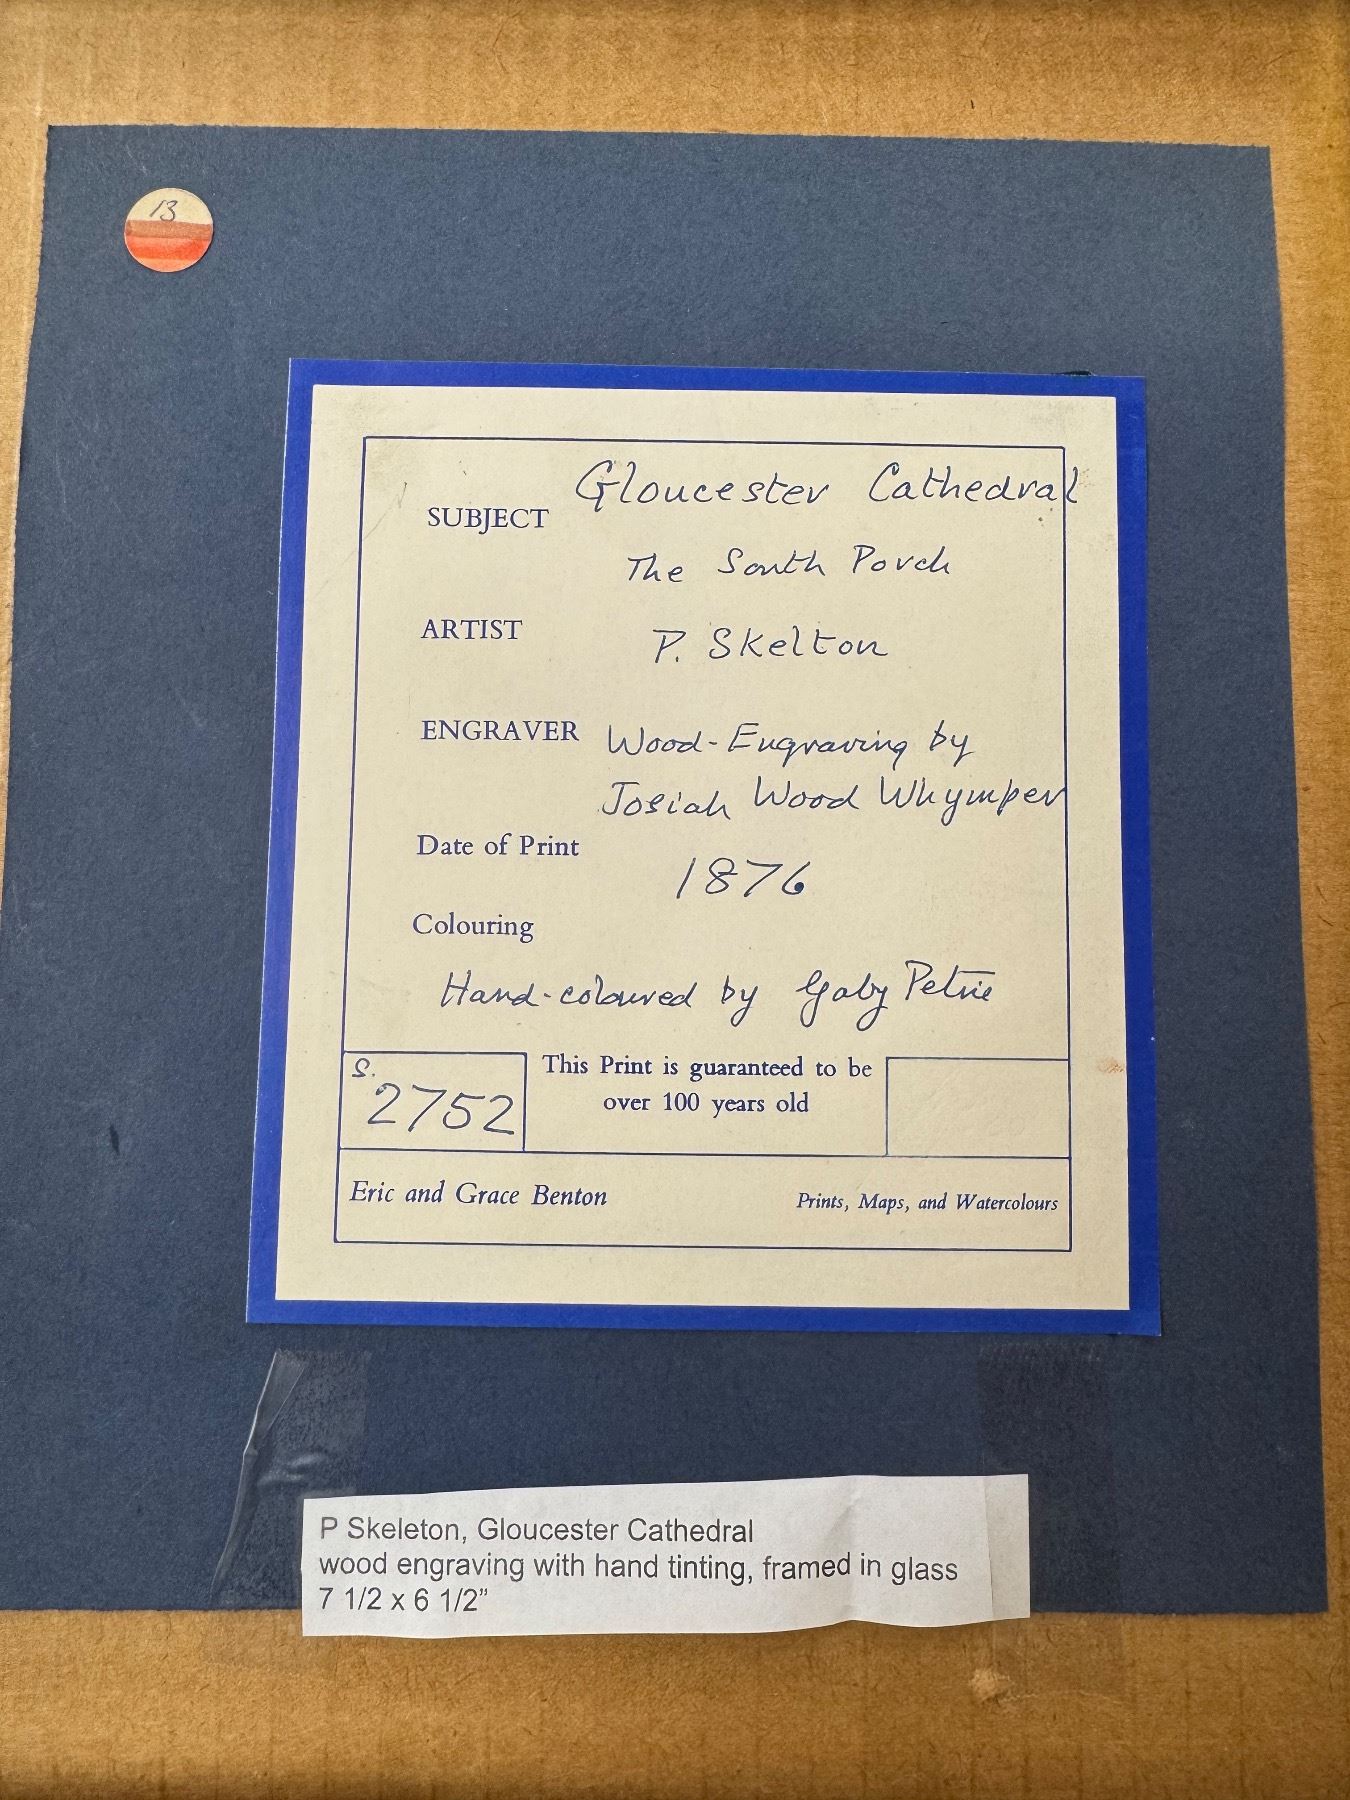 13
SUBJECT Gloucester Cathedral
The South Porch
ARTIST P. Skelton
ENGRAVER Wood-Engraving by
Josiah Wood Whymper
Date of Print 1876
Colouring
Hand-coloured by Gaby Petrie
S. 2752
This Print is guaranteed to be
over 100 years old
Eric and Grace Benton Prints, Maps, and Watercolours
P Skeleton, Gloucester Cathedral
wood engraving with hand tinting, framed in glass
7 1/2 x 6 1/2”